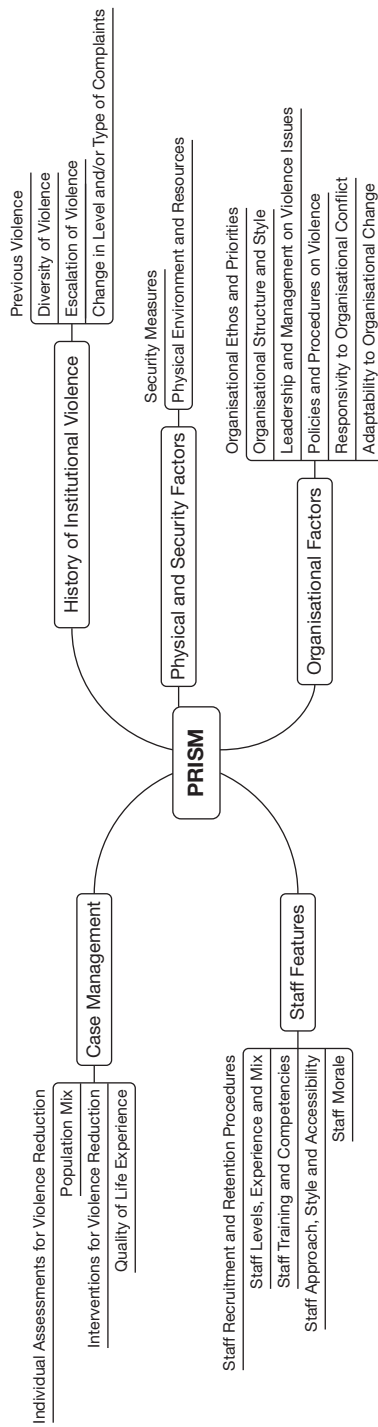 PRISM
History of Institutional Violence
Previous Violence
Diversity of Violence
Escalation of Violence
Change in Level and/or Type of Complaints
Physical and Security Factors
Security Measures
Physical Environment and Resources
Organisational Factors
Organisational Ethos and Priorities
Organisational Structure and Style
Leadership and Management on Violence Issues
Policies and Procedures on Violence
Responsivity to Organisational Conflict
Adaptability to Organisational Change
Case Management
Individual Assessments for Violence Reduction
Population Mix
Interventions for Violence Reduction
Quality of Life Experience
Staff Features
Staff Recruitment and Retention Procedures
Staff Levels, Experience and Mix
Staff Training and Competencies
Staff Approach, Style and Accessibility
Staff Morale